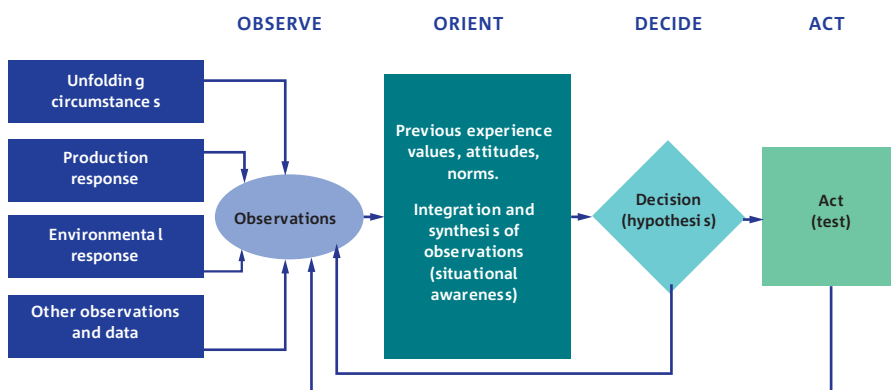 OBSERVE ORIENT DECIDE ACT
Unfolding
circumstances
Production
response
Environmental
response
Other observations
and data
Observations
Previous experience
values, attitudes,
norms.
Integration and
synthesis of
observations
(situational
awareness)
Decision
(hypothesis)
Act
(test)